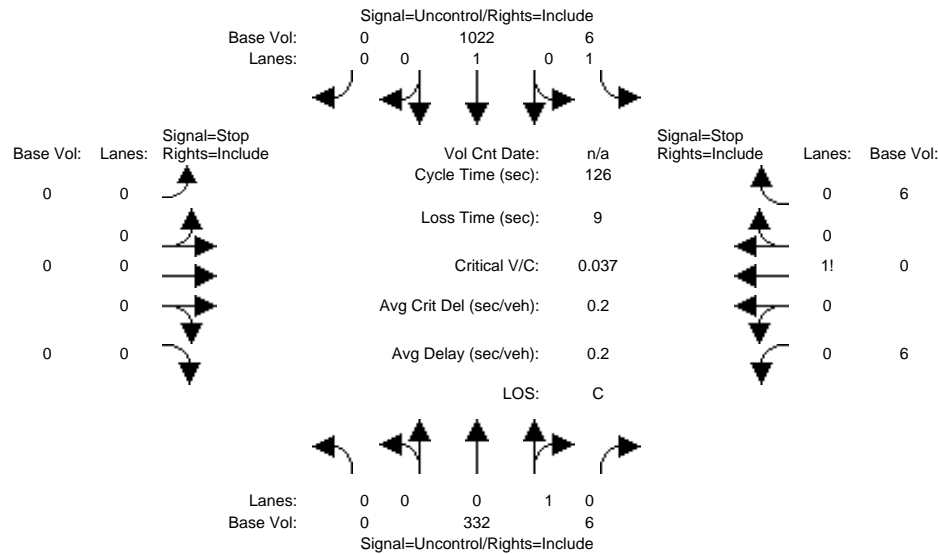 Signal=Uncontrol/Rights=Include
Base Vol: 0 1022 6
Lanes: 0 0 1 0 1
Signal=Stop
Base Vol: Lanes: Rights=Include
Vol Cnt Date: n/a
Signal=Stop
Rights=Include Lanes: Base Vol:
Cycle Time (sec): 126
0 0
0 6
Loss Time (sec): 9
0
0
0 0
Critical V/C: 0.037
1! 0
0
Avg Crit Del (sec/veh): 0.2
0
0 0
Avg Delay (sec/veh): 0.2
0 6
LOS: C
Lanes: 0 0 0 1 0
Base Vol: 0 332 6
Signal=Uncontrol/Rights=Include